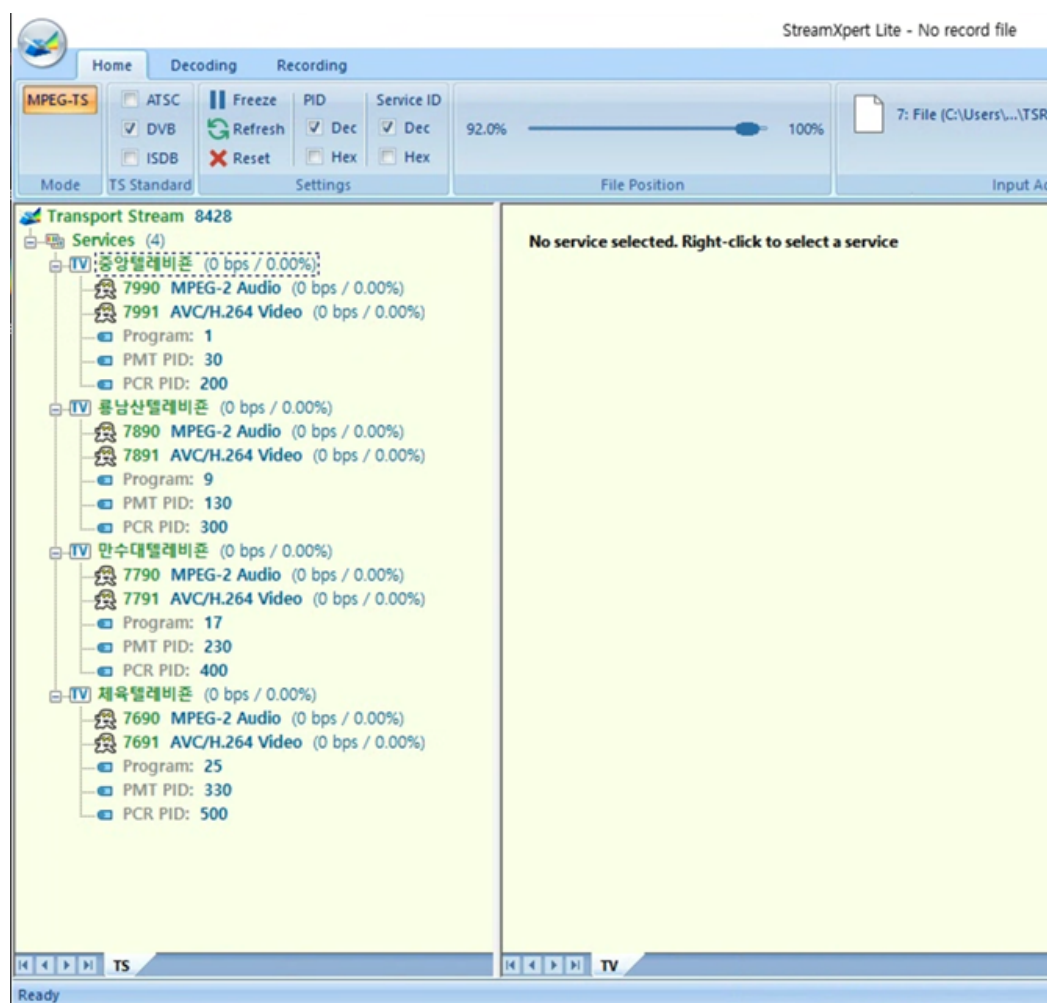 StreamXpert Lite - No record file
Home Decoding Recording
MPEG-TS
ATSC
DVB
ISDB
Freeze
Refresh
Reset
PID
Dec
Hex
Service ID
Dec
Hex
92.0%
100%
7: File (C:\Users\...\TSR
Mode
TS Standard
Settings
File Position
Input Ad
Transport Stream 8428
Services (4)
TV 중앙텔레비죤 (0 bps / 0.00%)
7990 MPEG-2 Audio (0 bps / 0.00%)
7991 AVC/H.264 Video (0 bps / 0.00%)
Program: 1
PMT PID: 30
PCR PID: 200
TV 룡남산텔레비죤 (0 bps / 0.00%)
7890 MPEG-2 Audio (0 bps / 0.00%)
7891 AVC/H.264 Video (0 bps / 0.00%)
Program: 9
PMT PID: 130
PCR PID: 300
TV 만수대텔레비죤 (0 bps / 0.00%)
7790 MPEG-2 Audio (0 bps / 0.00%)
7791 AVC/H.264 Video (0 bps / 0.00%)
Program: 17
PMT PID: 230
PCR PID: 400
TV 체육텔레비죤 (0 bps / 0.00%)
7690 MPEG-2 Audio (0 bps / 0.00%)
7691 AVC/H.264 Video (0 bps / 0.00%)
Program: 25
PMT PID: 330
PCR PID: 500
No service selected. Right-click to select a service
TS
TV
Ready